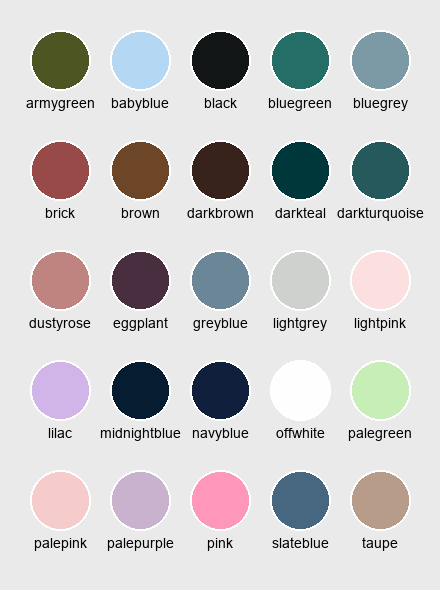 armygreen babyblue black bluegreen bluegrey
brick brown darkbrown darkteal darkturquoise
dustyrose eggplant greyblue lightgrey lightpink
lilac midnightblue navyblue offwhite palegreen
palepink palepurple pink slateblue taupe